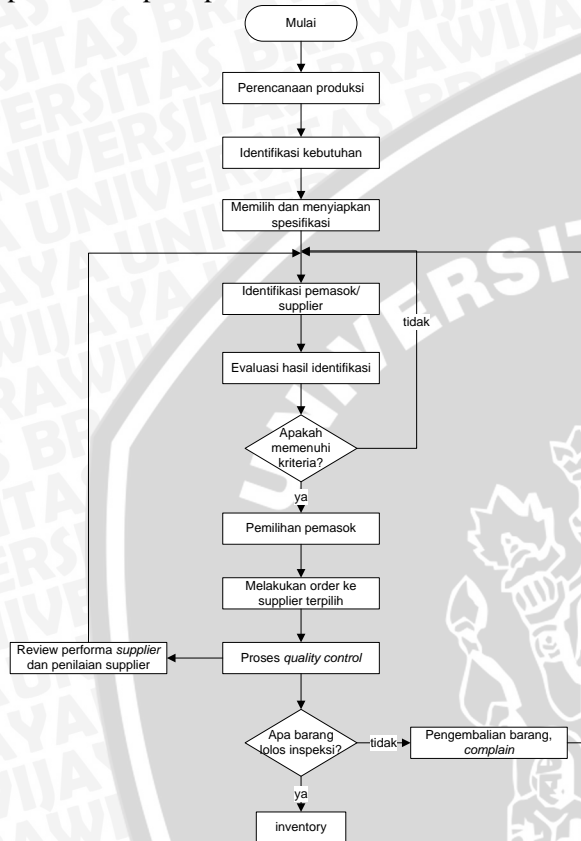 Mulai
Perencanaan produksi
Identifikasi kebutuhan
Memilih dan menyiapkan
spesifikasi
Identifikasi pemasok/
supplier
tidak
Evaluasi hasil identifikasi
Apakah
memenuhi
kriteria?
ya
Pemilihan pemasok
Melakukan order ke
supplier terpilih
Review performa supplier
dan penilaian supplier
Proses quality control
Apa barang
lolos inspeksi?
tidak
Pengembalian barang,
complain
ya
inventory